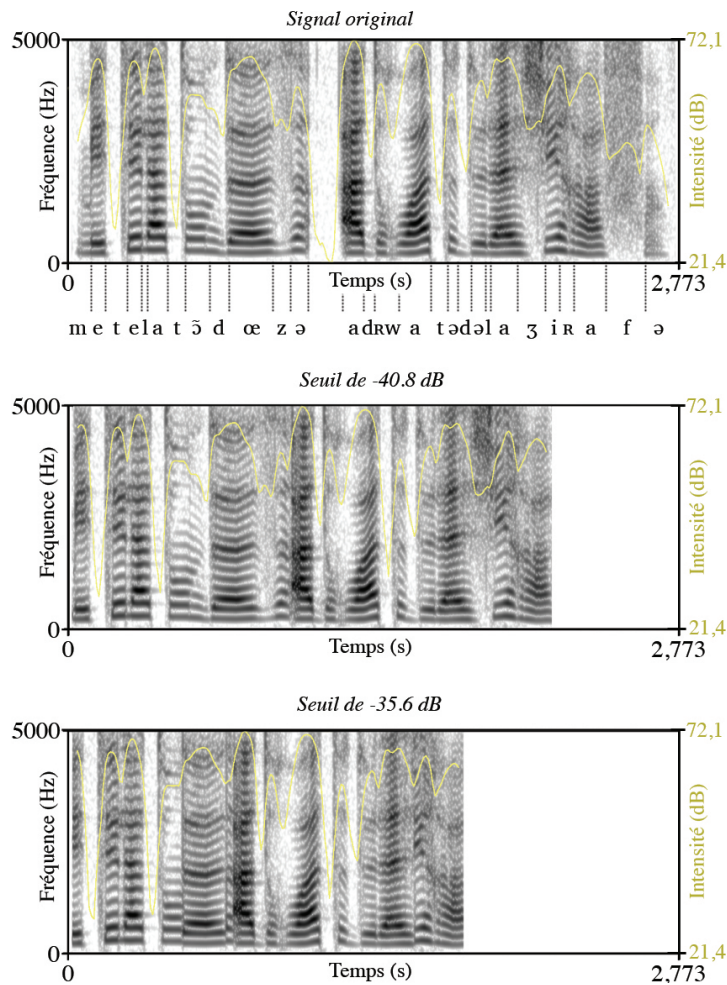 Signal original
5000
72,1
Fréquence (Hz)
Intensité (dB)
0
21,4
0
Temps (s)
2,773
m e t e l a t ɔ̃ d œ z ə a d ʀ w a t ə d ə l a ʒ i ʀ a f ə
Seuil de -40.8 dB
5000
72,1
Fréquence (Hz)
Intensité (dB)
0
21,4
0
Temps (s)
2,773
Seuil de -35.6 dB
5000
72,1
Fréquence (Hz)
Intensité (dB)
0
21,4
0
Temps (s)
2,773